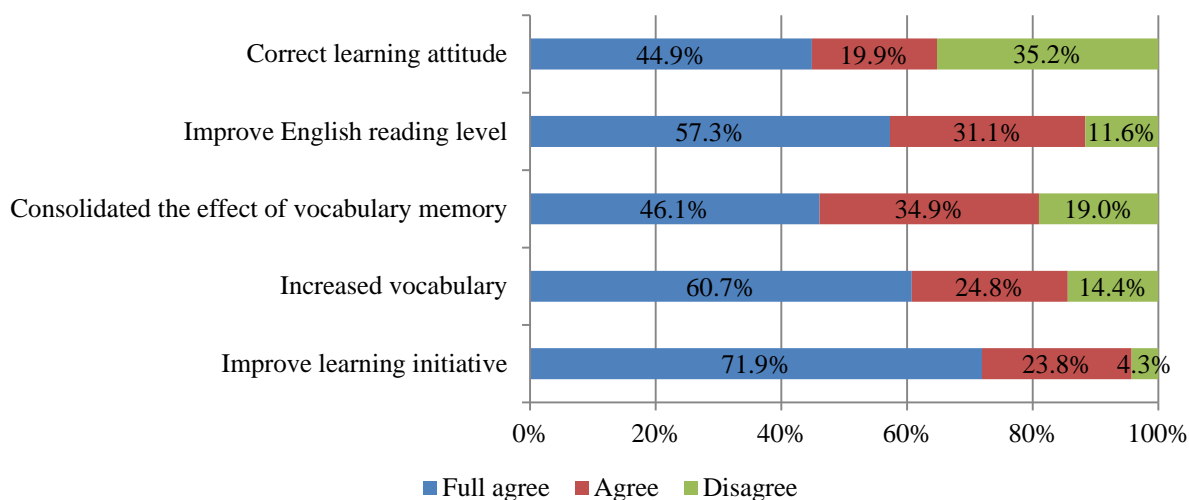 Correct learning attitude 44.9% 19.9% 35.2%
Improve English reading level 57.3% 31.1% 11.6%
Consolidated the effect of vocabulary memory 46.1% 34.9% 19.0%
Increased vocabulary 60.7% 24.8% 14.4%
Improve learning initiative 71.9% 23.8% 4.3%
0% 20% 40% 60% 80% 100%
Full agree Agree Disagree